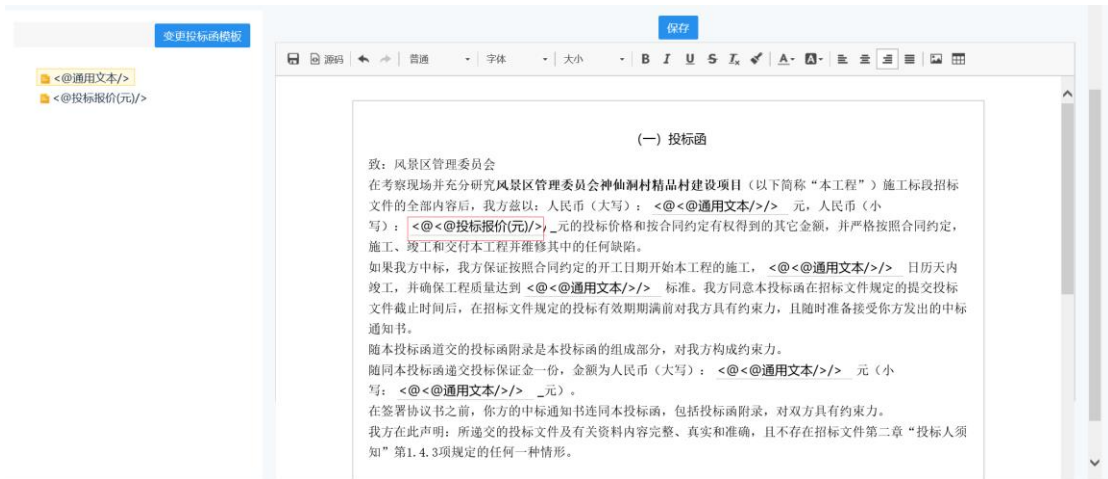 变更投标函模板
保存
<@通用文本/>
<@投标报价(元)/>
源码 普通 字体 大小 B I U S Ix A A
(一) 投标函
致：风景区管理委员会
在考察现场并充分研究风景区管理委员会神仙洞村精品村建设项目（以下简称“本工程”）施工标段招标
文件的全部内容后，我方兹以：人民币（大写）： <@<@通用文本/>/> 元，人民币（小
写）： <@<@投标报价(元)/>/ _元的投标价格和按合同约定有权得到的其它金额，并严格按照合同约定，
施工、竣工和交付本工程并维修其中的任何缺陷。
如果我方中标，我方保证按照合同约定的开工日期开始本工程的施工， <@<@通用文本/>/> 日历天内
竣工，并确保工程质量达到 <@<@通用文本/>/> 标准。我方同意本投标函在招标文件规定的提交投标
文件截止时间后，在招标文件规定的投标有效期期满前对我方具有约束力，且随时准备接受你方发出的中标
通知书。
随本投标函道交的投标函附录是本投标函的组成部分，对我方构成约束力。
随同本投标函递交投标保证金一份，金额为人民币（大写）： <@<@通用文本/>/> 元（小
写： <@<@通用文本/>/> _元）。
在签署协议书之前，你方的中标通知书连同本投标函，包括投标函附录，对双方具有约束力。
我方在此声明：所递交的投标文件及有关资料内容完整、真实和准确，且不存在招标文件第二章“投标人须
知”第1.4.3项规定的任何一种情形。